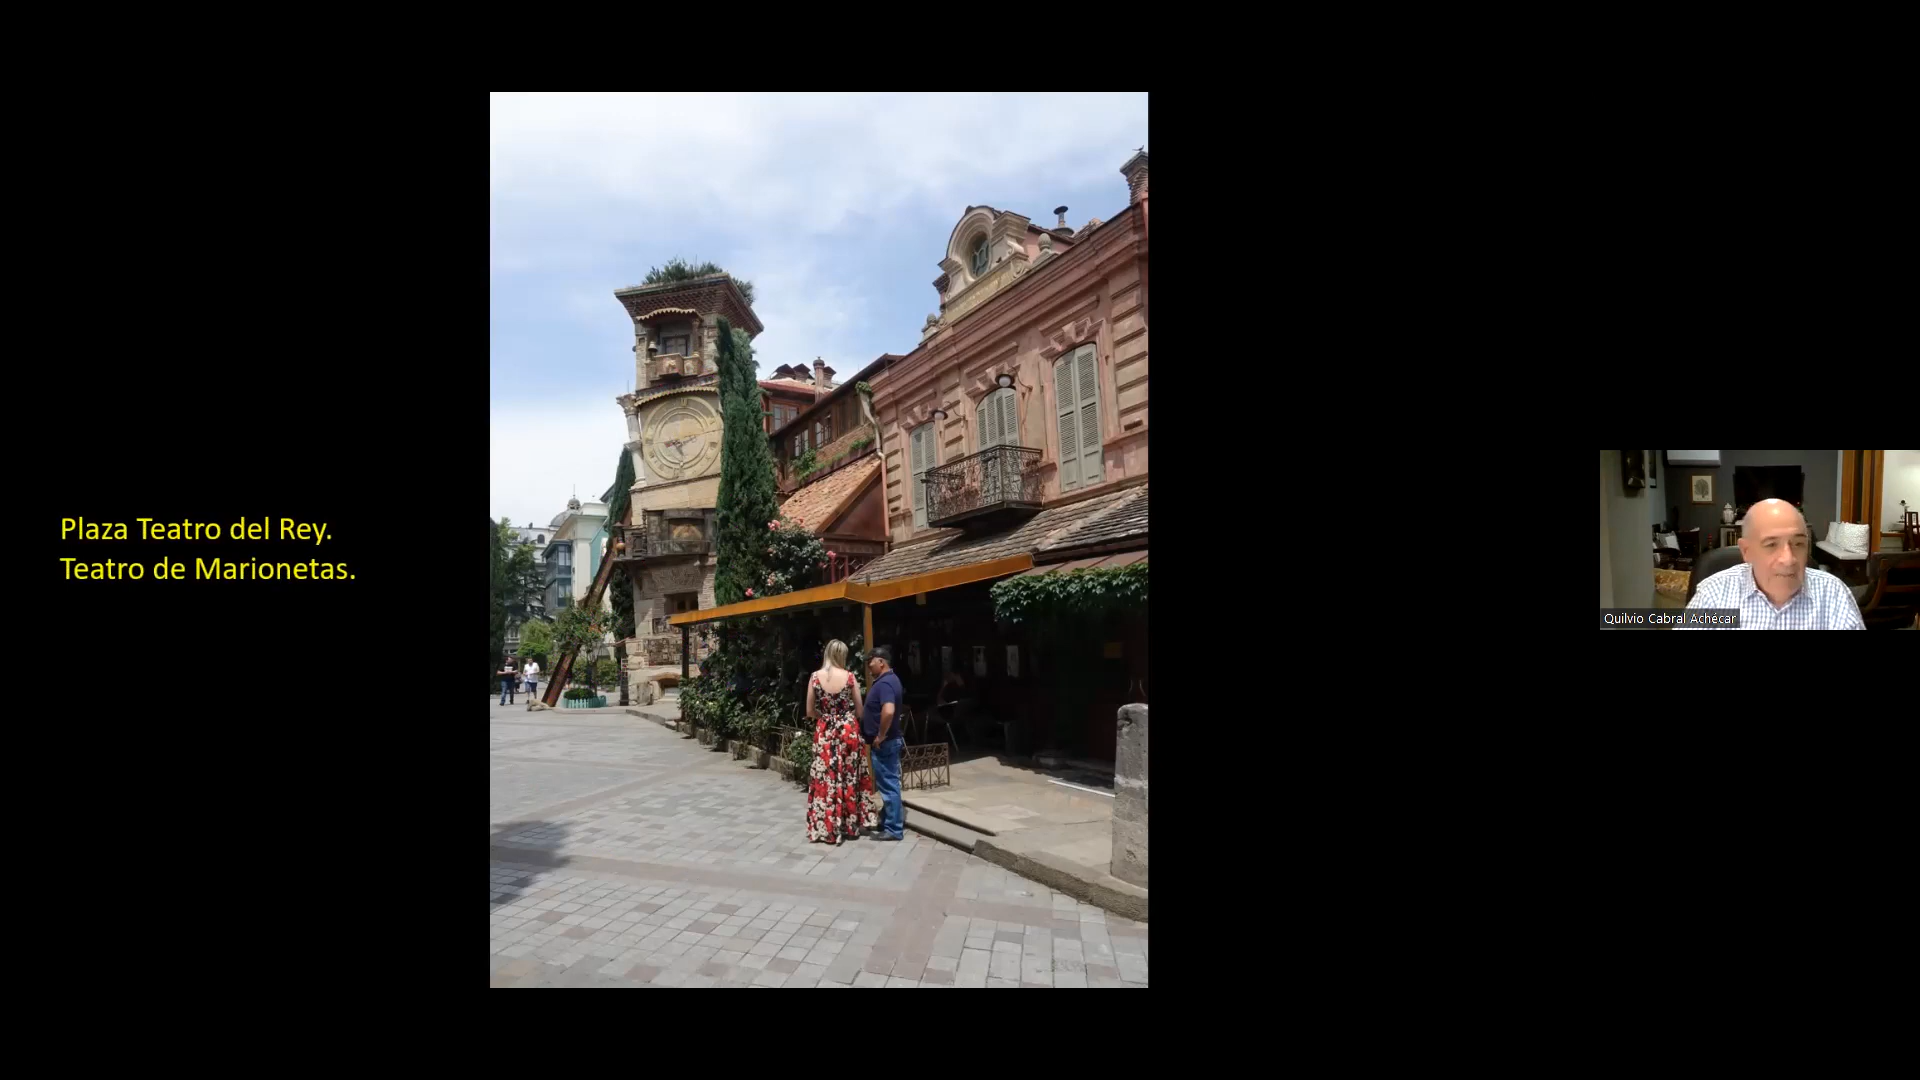 Plaza Teatro del Rey.
Teatro de Marionetas.
Quilvio Cabral Achécar